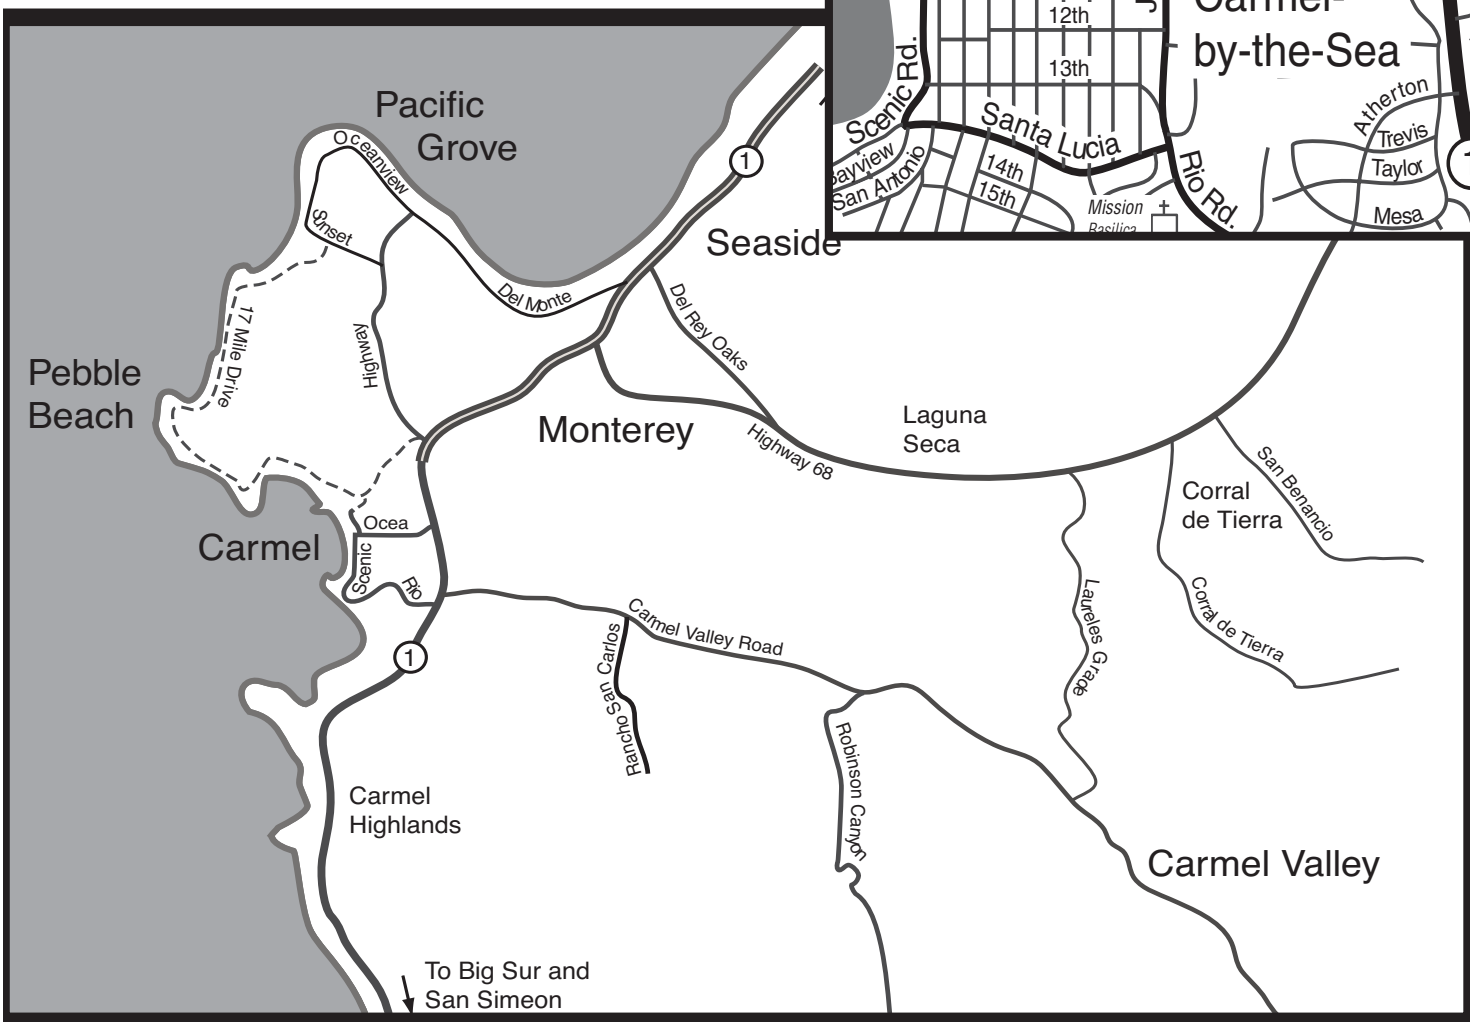 12th
Carmel-
by-the-Sea
13th
Scenic Rd.
Santa Lucia
Bayview
San Antonio
14th
15th
Mission
Basilica
Rio Rd.
Atherton
Trevis
Taylor
Mesa
1
Pacific
Grove
Oceanview
Sunset
1
Seaside
Del Monte
17 Mile Drive
Highway
Del Rey Oaks
Pebble
Beach
Monterey
Highway 68
Laguna
Seca
San Benancio
Corral
de Tierra
Carmel
Ocea
Scenic
Rio
Laureles Grade
Corral de Tierra
Carmel Valley Road
Rancho San Carlos
1
Robinson Canyon
Carmel
Highlands
Carmel Valley
To Big Sur and
San Simeon